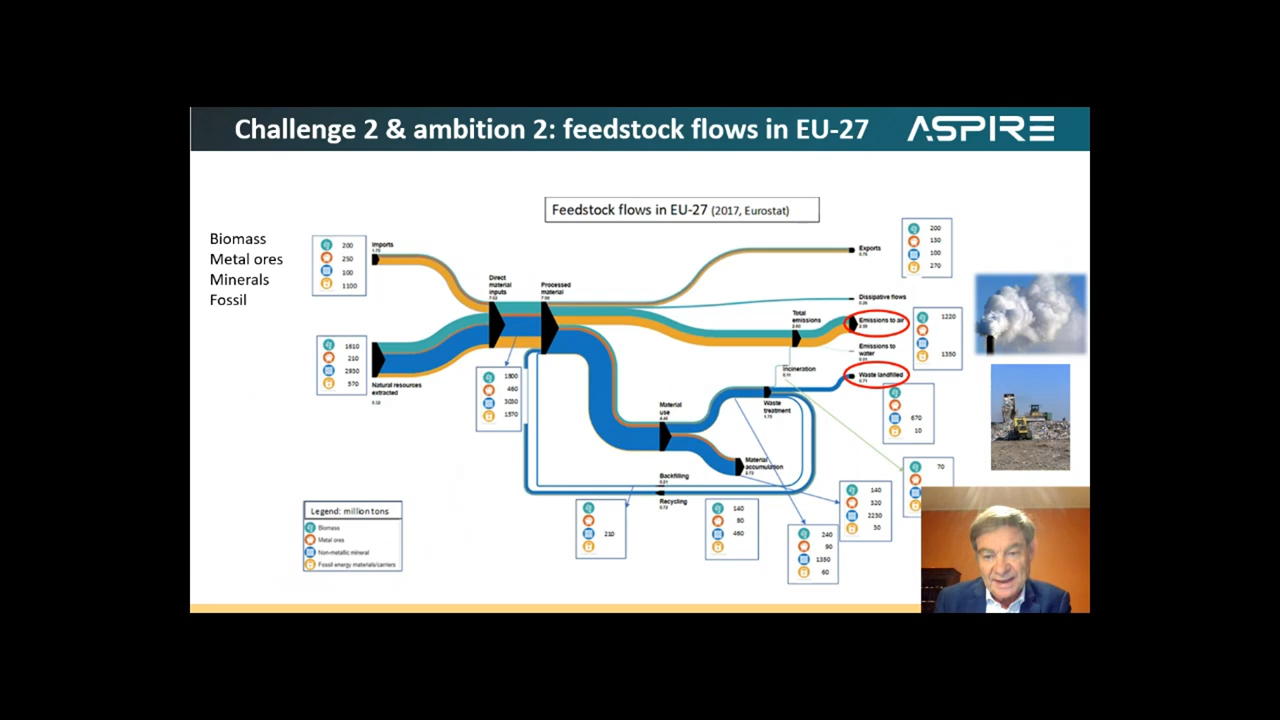 Challenge 2 & ambition 2: feedstock flows in EU-27
ASPIRE
Feedstock flows in EU-27 (2017, Eurostat)
Biomass
Metal ores
Minerals
Fossil
200
250
100
1100
Imports
1610
210
2930
570
Natural resources
extracted
Direct
material
inputs
Processed
material
1800
460
3030
1570
Exports
200
130
100
270
Dissipative flows
Total
emissions
Emissions to air
1220
1350
Emissions to
water
Incineration
Waste landfilled
670
10
Waste
treatment
Material
use
Material
accumulation
70
Backfilling
Recycling
210
140
80
460
240
90
1350
60
140
320
2230
30
Legend: million tons
Biomass
Metal ores
Non-metallic mineral
Fossil energy materials/carriers